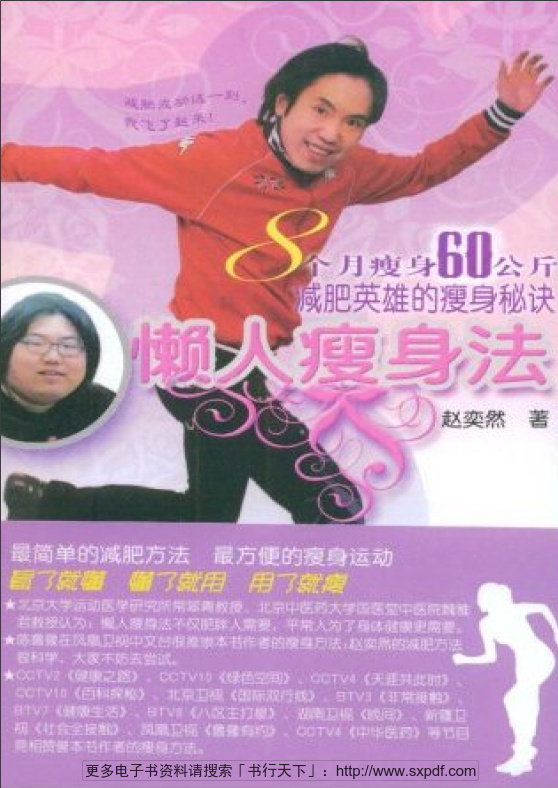 减肥成功the一刻，
我飞了起来！
8个月瘦身60公斤
减肥英雄的瘦身秘诀
懒人瘦身法
赵奕然 著
最简单的减肥方法 最方便的瘦身运动
看了就懂 懂了就用 用了就瘦
★北京大学运动医学研究所常翠青教授、北京中医药大学国医堂中医院魏雅
君教授认为：懒人瘦身法不仅肥胖人需要，平常人为了身体健康更需要。
★陈鲁豫在凤凰卫视中文台很推崇本书作者的瘦身方法：赵奕然的减肥方法
很科学，大家不妨去尝试。
★CCTV2《健康之路》、CCTV10《绿色空间》、CCTV4《天涯共此时》、
CCTV10《百科探秘》、北京卫视《国际双行线》、BTV3《非常接触》、
BTV7《健康生活》、BTV8《八区主打星》、湖南卫视《晚间》、新疆卫
视《社会全接触》、凤凰卫视《鲁豫有约》、CCTV4《中华医药》等节目
竞相赞誉本书作者的瘦身方法。
更多电子书资料请搜索「书行天下」：http://www.sxpdf.com